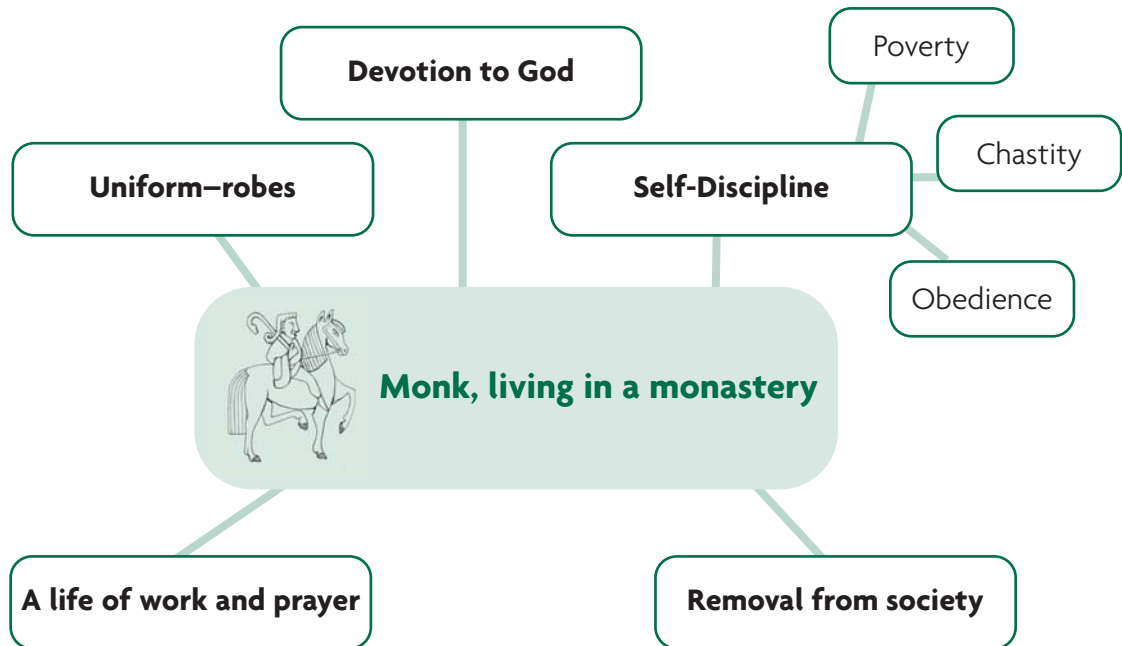 Poverty
Devotion to God
Chastity
Uniform–robes
Self-Discipline
Obedience
Monk, living in a monastery
A life of work and prayer
Removal from society